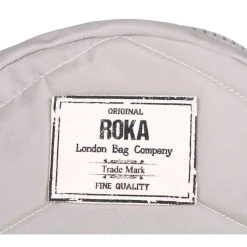 ORIGINAL
ROKA
London Bag Company
Trade Mark
FINE QUALITY